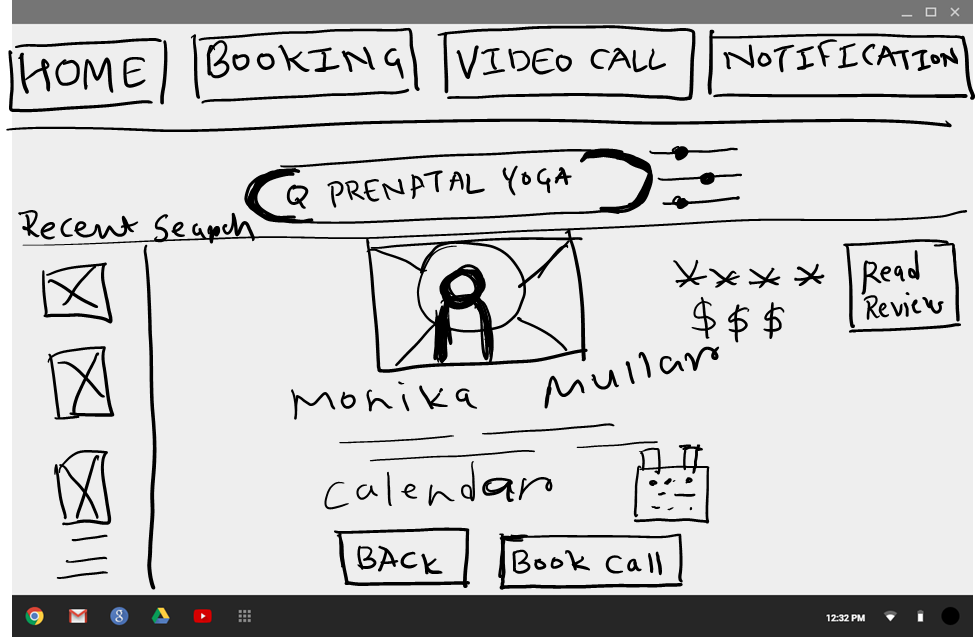 HOME BOOKING VIDEO CALL NOTIFICATION
Q PRENATAL YOGA
Recent Search
Read
Review
$ $ $
Monika Mullar
Calendar
BACK Book Call
12:32 PM